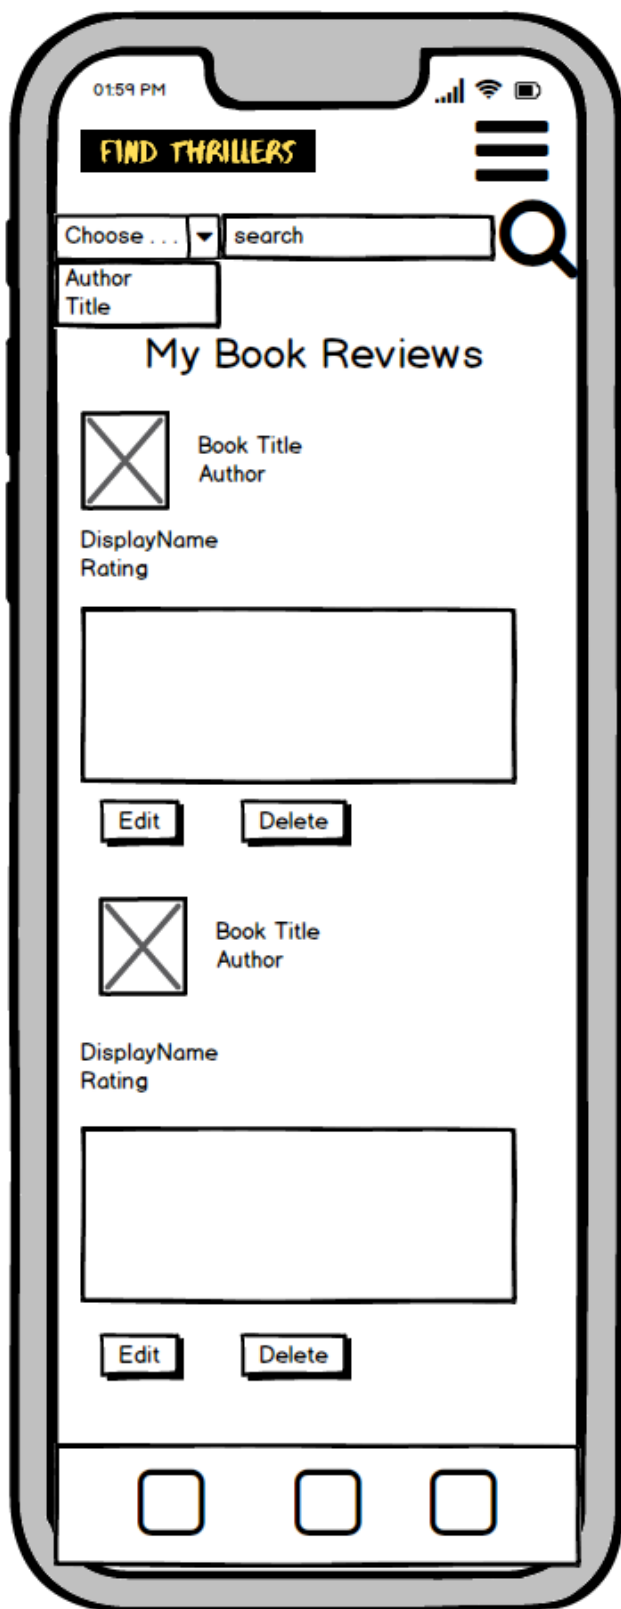 01:59 PM
FIND THRILLERS
Choose . . .
search
Author
Title
My Book Reviews
Book Title
Author
DisplayName
Rating
Edit
Delete
Book Title
Author
DisplayName
Rating
Edit
Delete